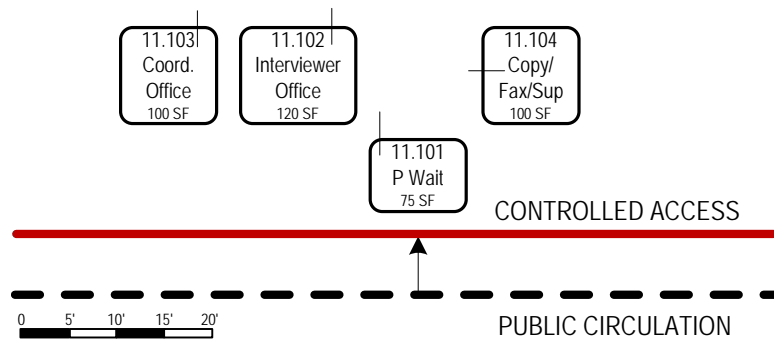 11.103
Coord.
Office
100 SF
11.102
Interviewer
Office
120 SF
11.104
Copy/
Fax/Sup
100 SF
11.101
P Wait
75 SF
CONTROLLED ACCESS
0 5' 10' 15' 20'
PUBLIC CIRCULATION